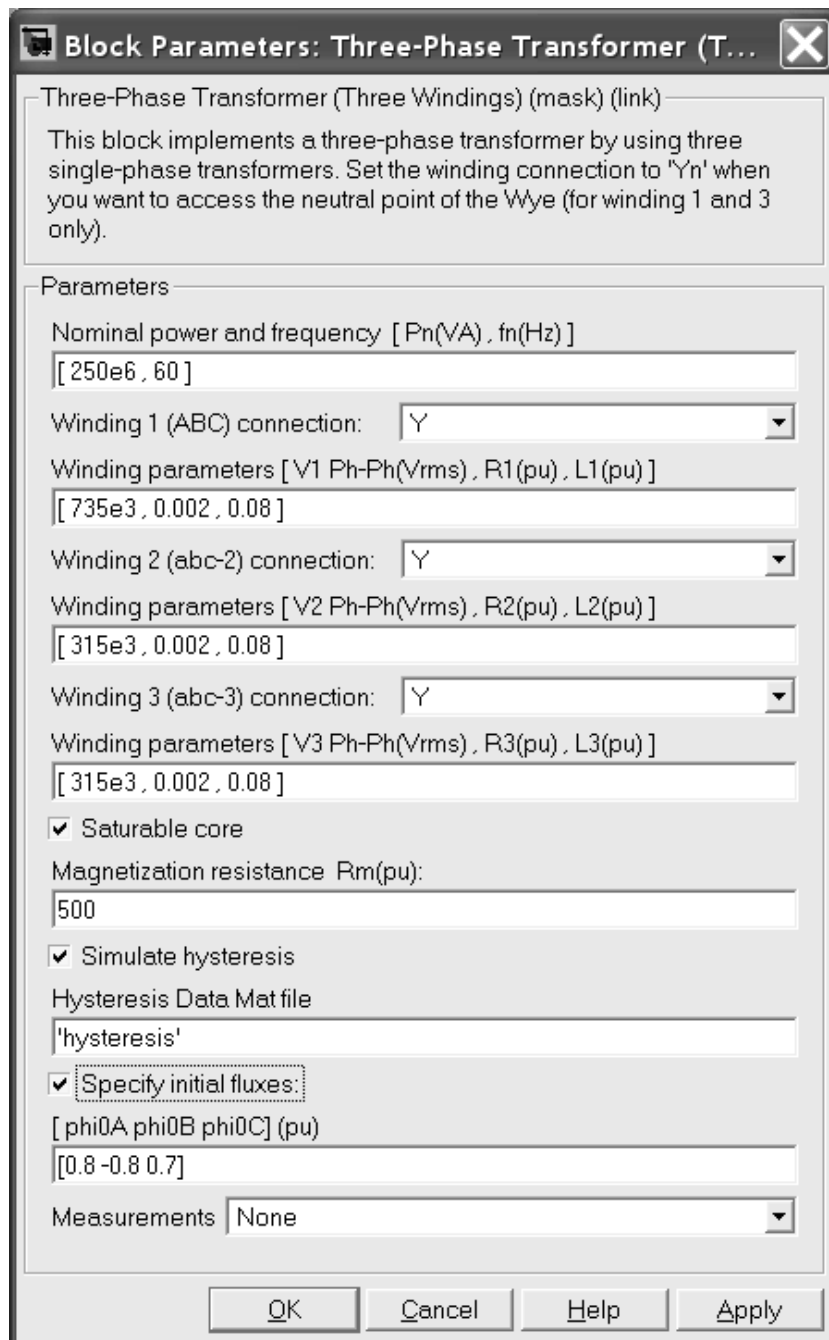 Block Parameters: Three-Phase Transformer (T...
Three-Phase Transformer (Three Windings) (mask) (link)
This block implements a three-phase transformer by using three
single-phase transformers. Set the winding connection to 'Yn' when
you want to access the neutral point of the Wye (for winding 1 and 3
only).
Parameters
Nominal power and frequency [ Pn(VA) , fn(Hz) ]
[ 250e6 , 60 ]
Winding 1 (ABC) connection: Y
Winding parameters [ V1 Ph-Ph(Vrms) , R1(pu) , L1(pu) ]
[ 735e3 , 0.002 , 0.08 ]
Winding 2 (abc-2) connection: Y
Winding parameters [ V2 Ph-Ph(Vrms) , R2(pu) , L2(pu) ]
[ 315e3 , 0.002 , 0.08 ]
Winding 3 (abc-3) connection: Y
Winding parameters [ V3 Ph-Ph(Vrms) , R3(pu) , L3(pu) ]
[ 315e3 , 0.002 , 0.08 ]
Saturable core
Magnetization resistance Rm(pu):
500
Simulate hysteresis
Hysteresis Data Mat file
'hysteresis'
Specify initial fluxes:
[ phi0A phi0B phi0C] (pu)
[0.8 -0.8 0.7]
Measurements None
OK Cancel Help Apply